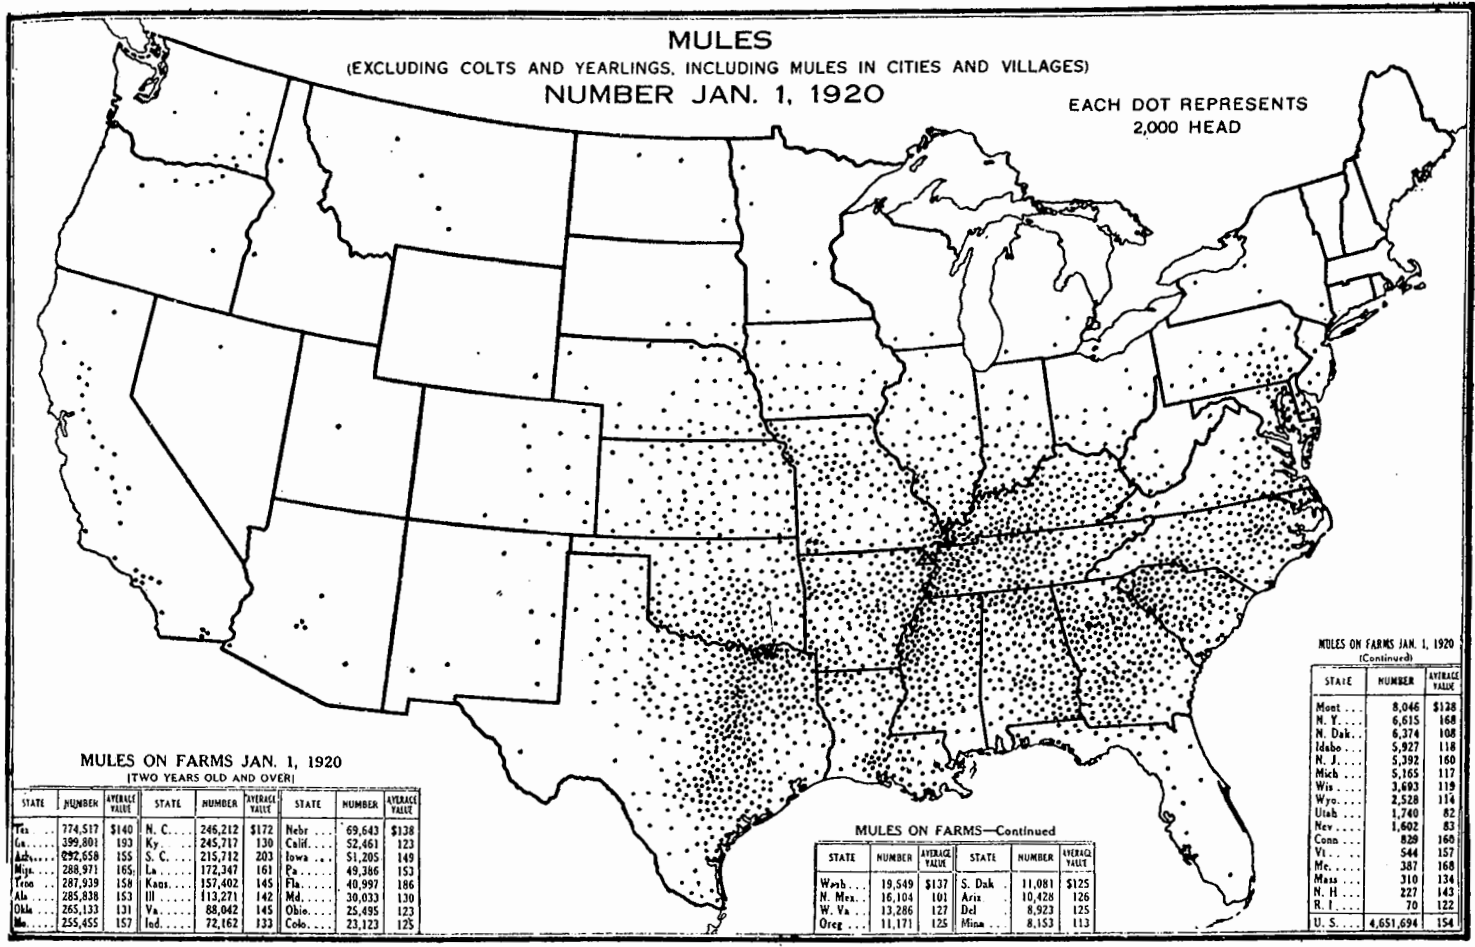 MULES
(EXCLUDING COLTS AND YEARLINGS, INCLUDING MULES IN CITIES AND VILLAGES)
NUMBER JAN. 1, 1920
EACH DOT REPRESENTS
2,000 HEAD
MULES ON FARMS JAN. 1, 1920
(TWO YEARS OLD AND OVER)
STATE NUMBER AVERAGE VALUE STATE NUMBER AVERAGE VALUE STATE NUMBER AVERAGE VALUE
Tex 774,517 $140 N. C. 246,212 $172 Nebr 69,643 $138
Ga. 399,801 193 Ky. 245,717 130 Calif. 52,461 123
Ark. 292,658 155 S. C. 215,712 203 Iowa 51,205 149
Miss. 288,971 165 La 172,347 161 Pa 49,386 153
Tenn 287,939 158 Kans. 157,402 145 Fla. 40,997 186
Ala 285,838 153 Ill 113,271 142 Md. 30,033 130
Okla 265,133 131 Va. 88,042 145 Ohio. 25,495 123
Mo. 255,455 157 Ind. 72,162 133 Colo. 23,123 125
MULES ON FARMS—Continued
STATE NUMBER AVERAGE VALUE STATE NUMBER AVERAGE VALUE
Wash 19,549 $137 S. Dak 11,081 $125
N. Mex. 16,104 101 Ariz 10,428 126
W. Va 13,286 127 Del 8,923 125
Oreg 11,171 125 Minn 8,153 113
MULES ON FARMS JAN. 1, 1920
(Continued)
STATE NUMBER AVERAGE VALUE
Mont 8,046 $128
N. Y. 6,615 168
N. Dak. 6,374 108
Idaho 5,927 118
N. J. 5,392 160
Mich 5,165 117
Wis 3,693 119
Wyo. 2,528 114
Utah 1,740 82
Nev 1,602 83
Conn 829 160
Vt 544 157
Me. 387 168
Mass 310 134
N. H 227 143
R. I 70 122
U. S. 4,651,694 154